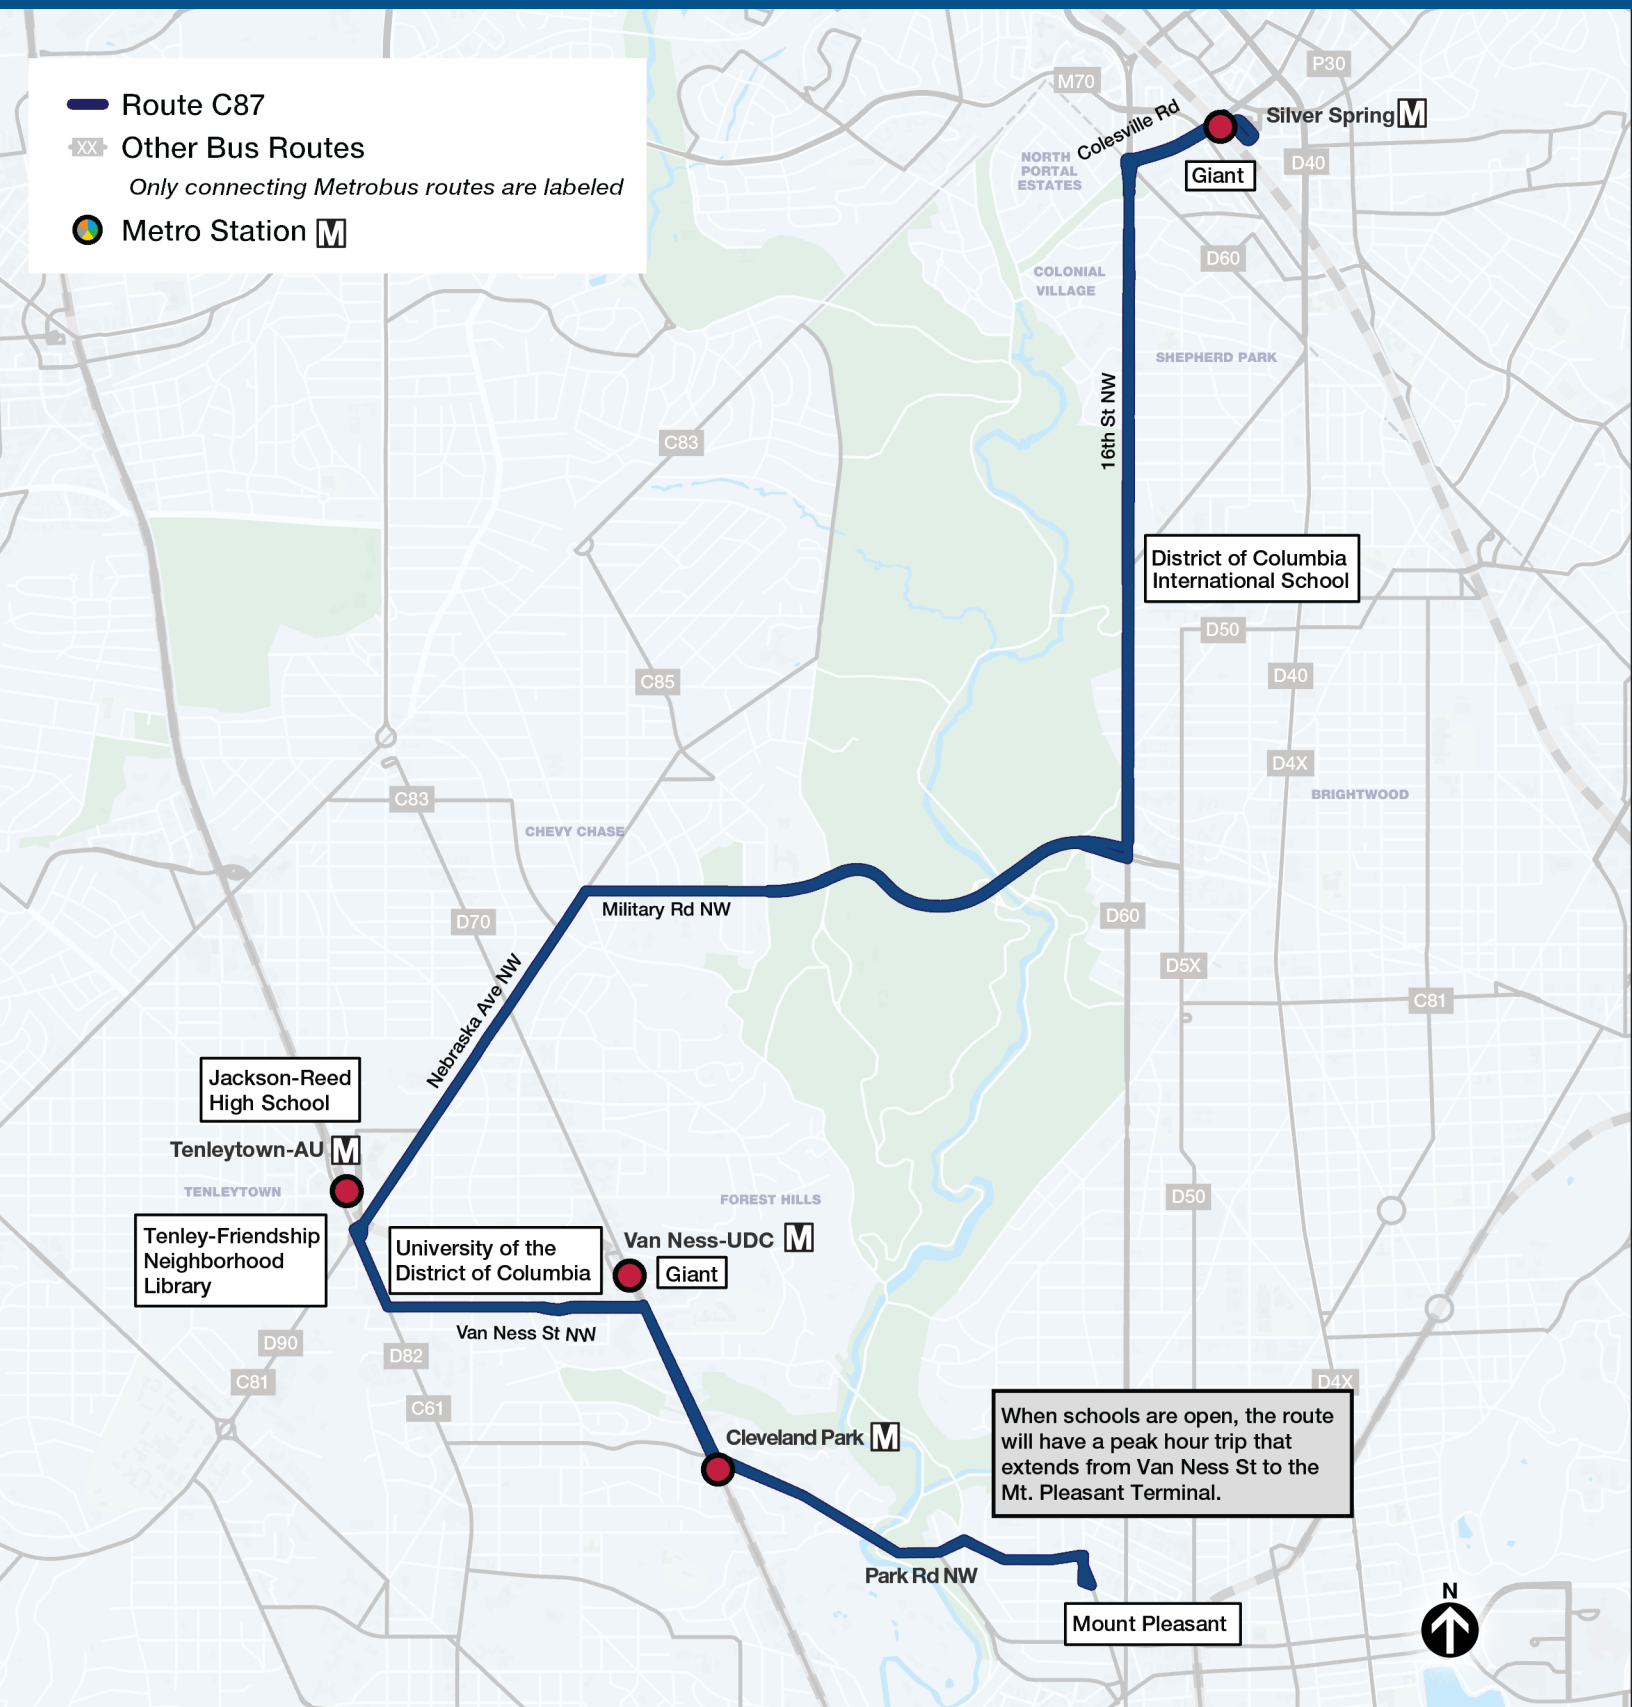 Route C87
XX Other Bus Routes
Only connecting Metrobus routes are labeled
Metro Station M
M70
P30
Colesville Rd
Silver Spring M
Giant
D40
NORTH
PORTAL
ESTATES
D60
COLONIAL
VILLAGE
SHEPHERD PARK
16th St NW
C83
District of Columbia
International School
D50
D40
C85
D4X
BRIGHTWOOD
C83
CHEVY CHASE
Military Rd NW
D70
D60
D5X
C81
Nebraska Ave NW
Jackson-Reed
High School
Tenleytown-AU M
TENLEYTOWN
FOREST HILLS
D50
Tenley-Friendship
Neighborhood
Library
University of the
District of Columbia
Van Ness-UDC M
Giant
Van Ness St NW
D90
D82
C81
C61
D4X
When schools are open, the route
will have a peak hour trip that
extends from Van Ness St to the
Mt. Pleasant Terminal.
Cleveland Park M
Park Rd NW
Mount Pleasant
N